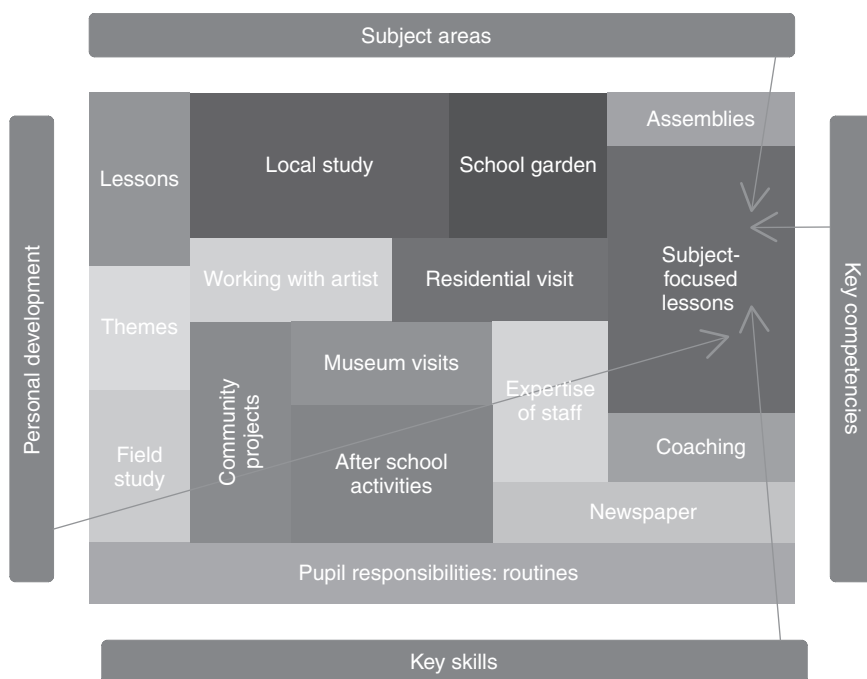 Subject areas
Personal development
Lessons
Local study
School garden
Assemblies
Working with artist
Residential visit
Subject-
focused
lessons
Themes
Museum visits
Expertise
of staff
Community
projects
Field
study
After school
activities
Coaching
Newspaper
Pupil responsibilities: routines
Key competencies
Key skills